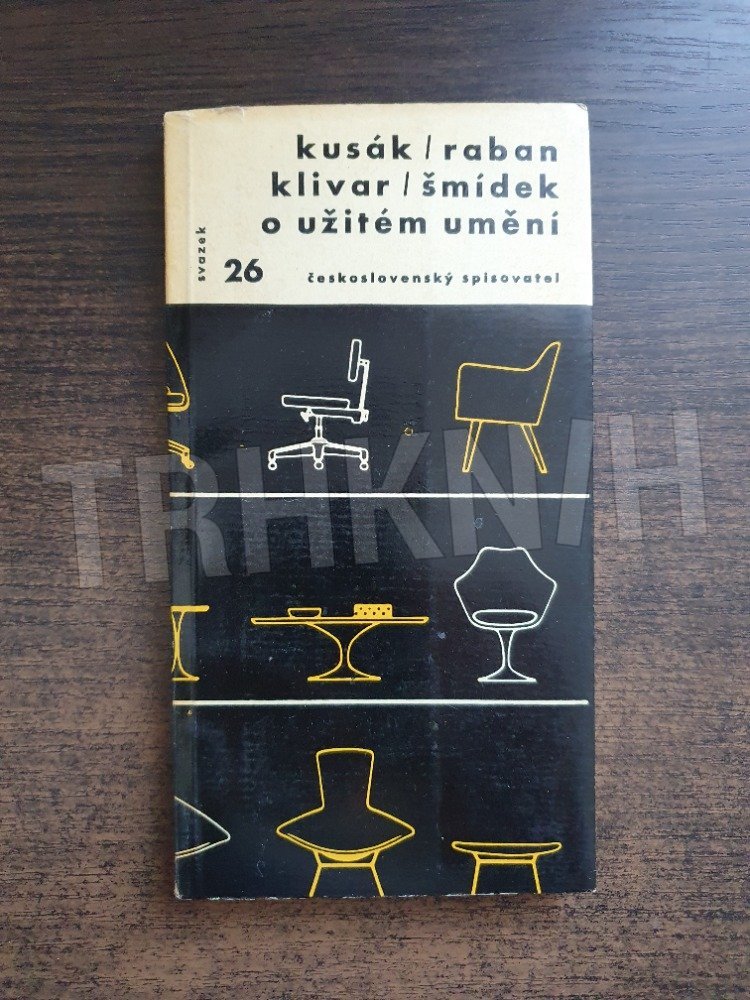 kusák / raban
klivar / šmídek
o užitém umění
svazek
26
československý spisovatel
TRHKNIH